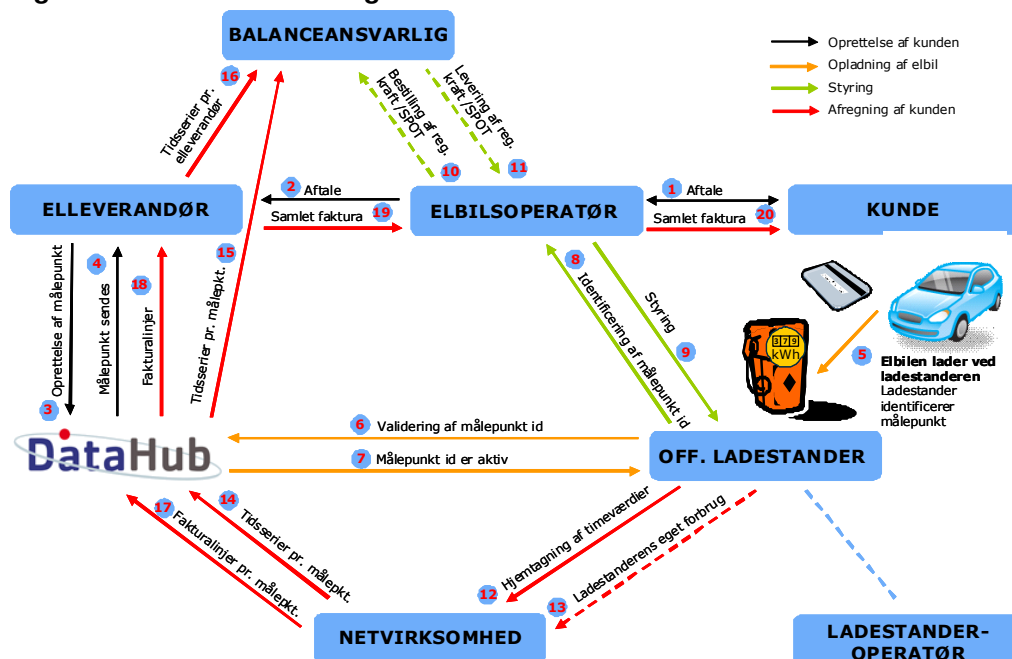 BALANCEANSVARLIG
Oprettelse af kunden
Opladning af elbil
Styring
Afregning af kunden
16
Tidsserier pr.
elleverandør
Bestilling af reg.
kraft /SPOT
Levering af reg.
kraft /SPOT
10
11
2
Aftale
1
Aftale
ELLEVERANDØR
ELBILSOPERATØR
KUNDE
Samlet faktura
19
Samlet faktura
20
Oprettelse af målepunkt
4
Målepunkt sendes
18
Fakturalinjer
15
Tidsserier pr. målepkt.
8
Identificering af målepunkt id
Styring
9
379
kWh
5
Elbilen lader ved
ladestanderen
Ladestander
identificerer
målepunkt
3
DataHub
6
Validering af målepunkt id
7
Målepunkt id er aktiv
OFF. LADESTANDER
17
Fakturalinjer pr. målepkt.
14
Tidsserier pr. målepkt.
Hjemtagning af timeværdier
12
Ladestanderens eget forbrug
13
NETVIRKSOMHED
LADESTANDER-
OPERATØR